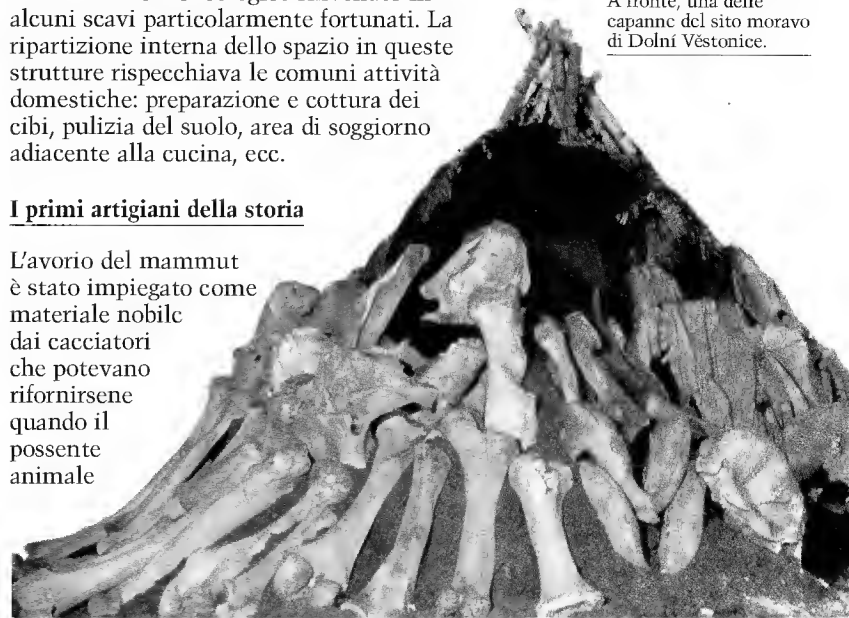 alcuni scavi particolarmente fortunati. La
ripartizione interna dello spazio in queste
strutture rispecchiava le comuni attività
domestiche: preparazione e cottura dei
cibi, pulizia del suolo, area di soggiorno
adiacente alla cucina, ecc.
I primi artigiani della storia
L'avorio del mammut
è stato impiegato come
materiale nobile
dai cacciatori
che potevano
rifornirsene
quando il
possente
animale
A fronte, una delle
capanne del sito moravo
di Dolní Věstonice.